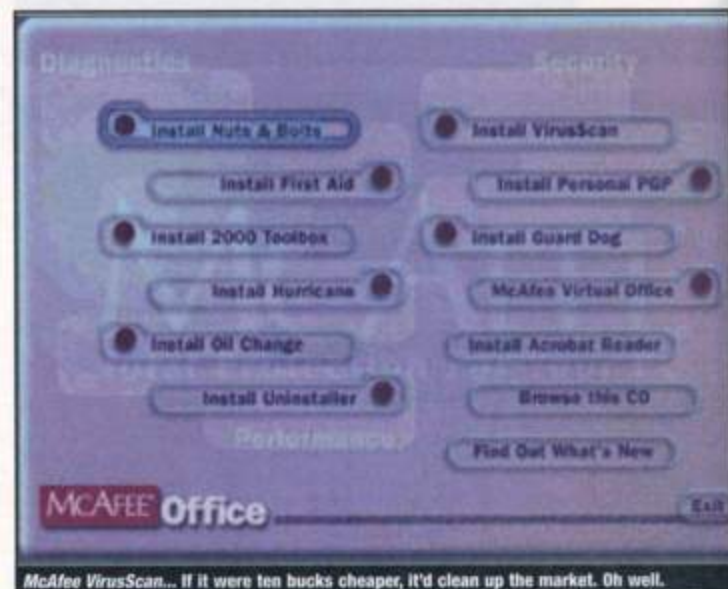 Diagnostics
Security
Install Nuts & Bolts
Install VirusScan
Install First Aid
Install Personal PGP
Install 2000 Toolbox
Install Guard Dog
Install Hurricane
McAfee Virtual Office
Install Oil Change
Install Acrobat Reader
Install Uninstaller
Browse this CD
Performance
Find Out What's New
McAFEE Office
Exit
McAfee VirusScan... If it were ten bucks cheaper, it'd clean up the market. Oh well.